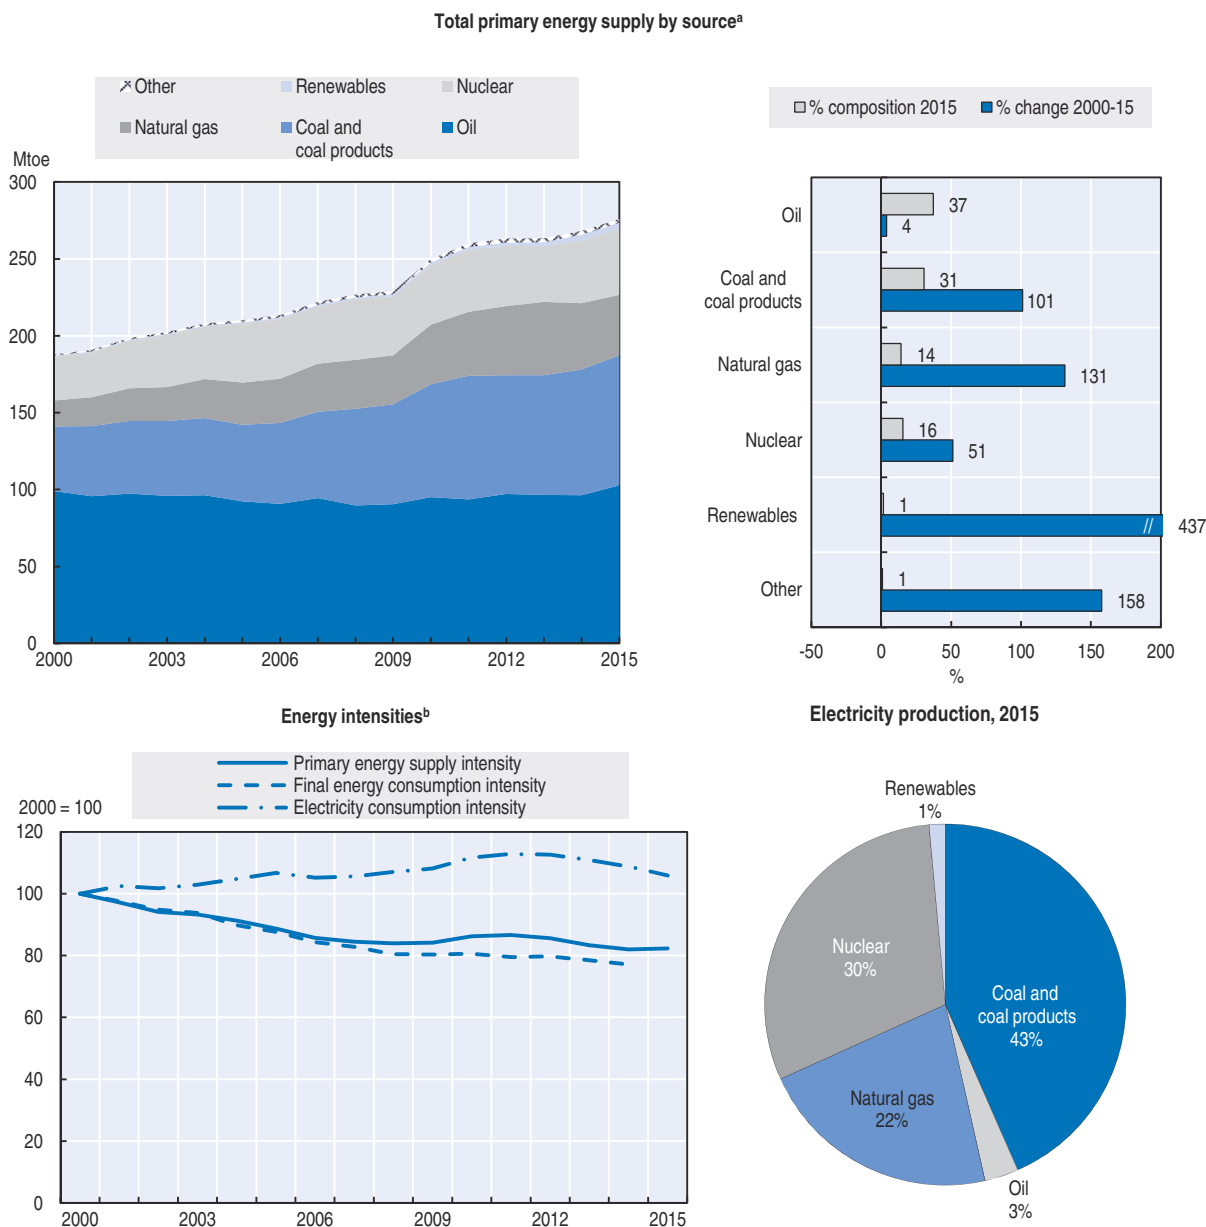 Total primary energy supply by sourceᵃ
Other
Renewables
Nuclear
Natural gas
Coal and
coal products
Oil
Mtoe
300
250
200
150
100
50
0
2000
2003
2006
2009
2012
2015
% composition 2015
% change 2000-15
Oil
37
4
Coal and
coal products
31
101
Natural gas
14
131
Nuclear
16
51
Renewables
1
//
437
Other
1
158
-50
0
50
100
150
200
%
Energy intensitiesᵇ
Primary energy supply intensity
Final energy consumption intensity
Electricity consumption intensity
2000 = 100
120
100
80
60
40
20
0
2000
2003
2006
2009
2012
2015
Electricity production, 2015
Renewables
1%
Nuclear
30%
Coal and
coal products
43%
Natural gas
22%
Oil
3%